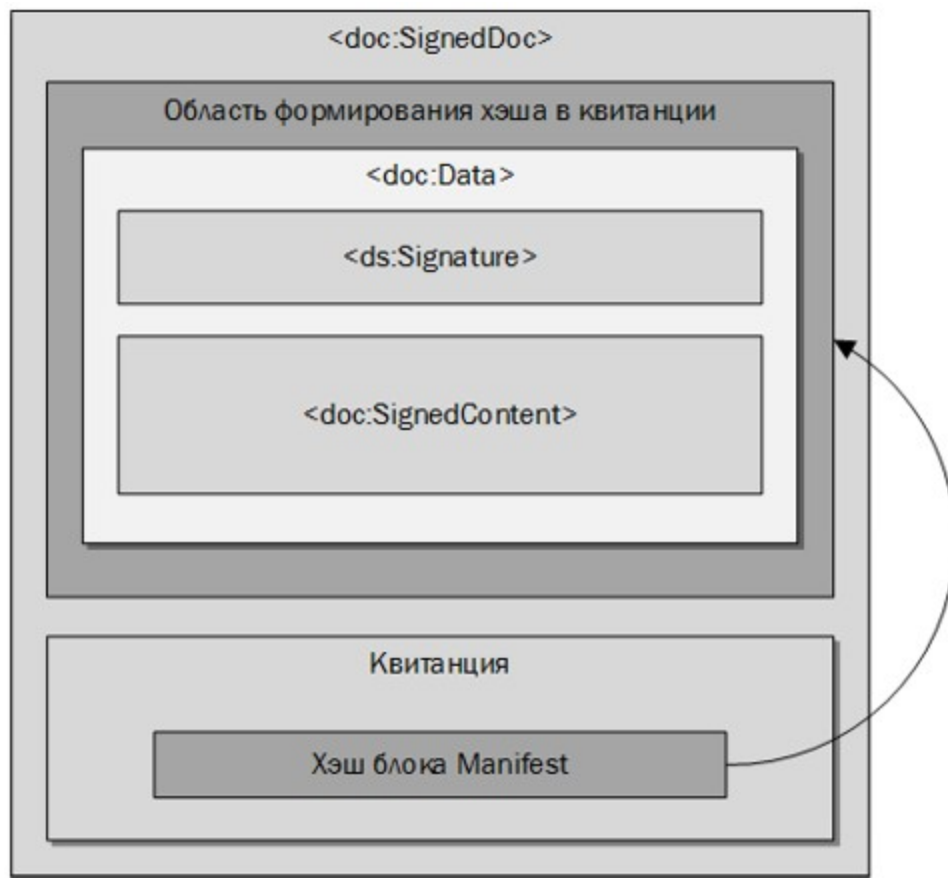 <doc:SignedDoc>
Область формирования хэша в квитанции
<doc:Data>
<ds:Signature>
<doc:SignedContent>
Квитанция
Хэш блока Manifest